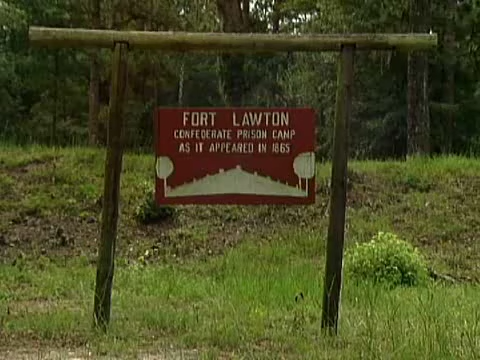 FORT LAWTON
CONFEDERATE PRISON CAMP
AS IT APPEARED IN 1865